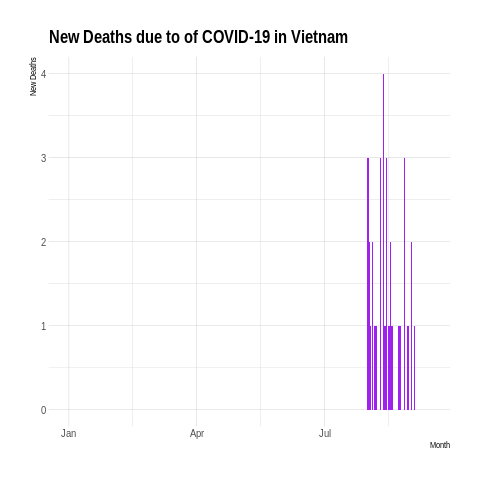 New Deaths due to of COVID-19 in Vietnam
New Deaths
4
3
2
1
0
Jan Apr Jul
Month